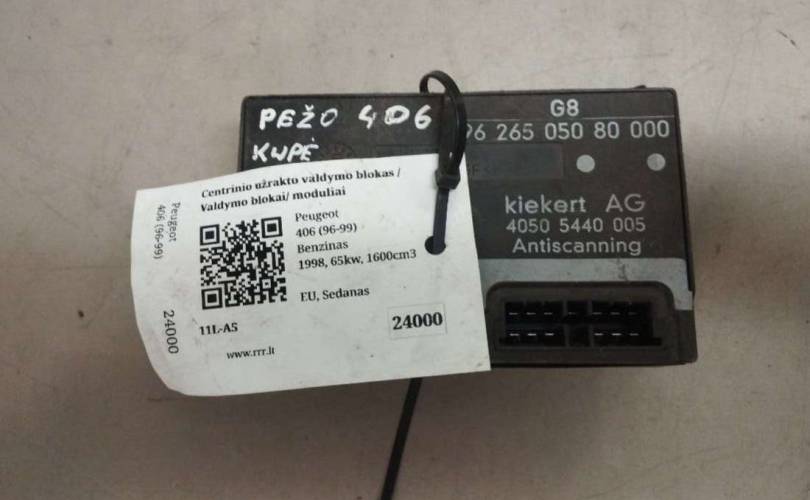 PEŽO 406
KUPĖ
G8
96 265 050 80 000
kiekert AG
4050 5440 005
Antiscanning
Centrinio užrakto valdymo blokas /
Valdymo blokai/ moduliai
Peugeot
406 (96-99)
Benzinas
1998, 65kw, 1600cm3
EU, Sedanas
11L-A5
24000
www.rrr.lt
Peugeot
406 (96-99)
24000